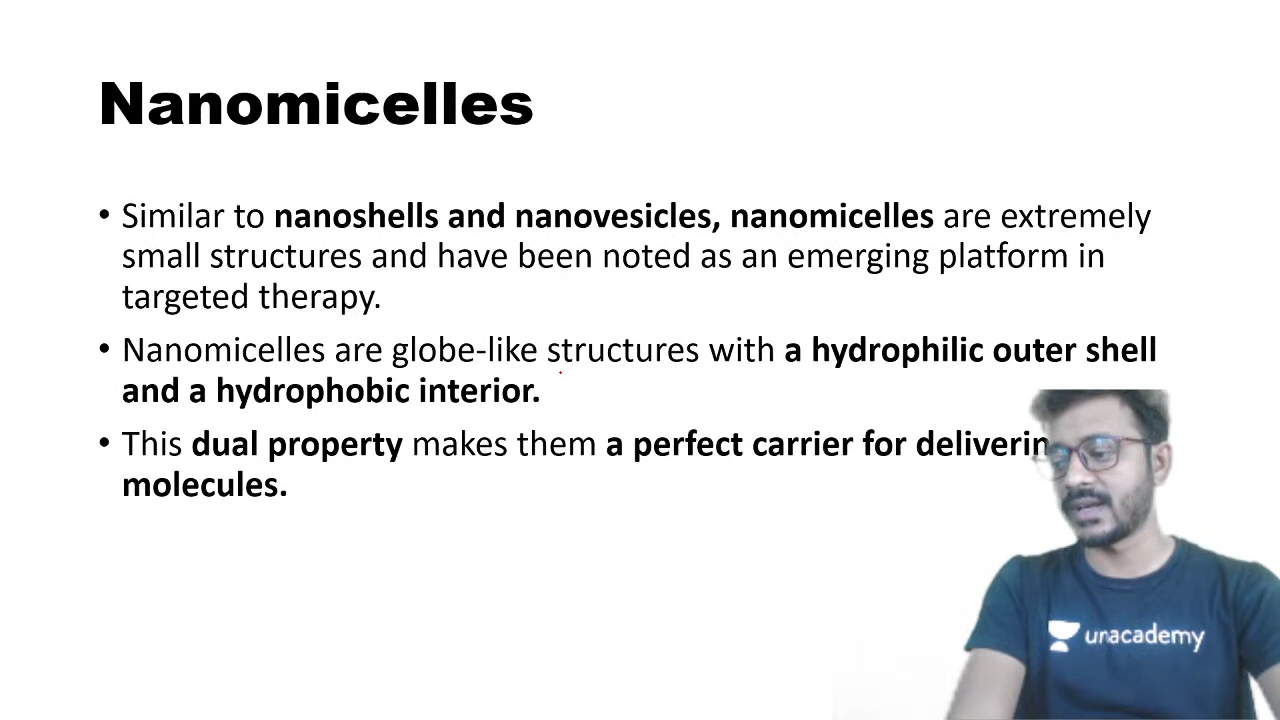 Nanomicelles
• Similar to nanoshells and nanovesicles, nanomicelles are extremely
small structures and have been noted as an emerging platform in
targeted therapy.
• Nanomicelles are globe-like structures with a hydrophilic outer shell
and a hydrophobic interior.
• This dual property makes them a perfect carrier for
molecules.
unacademy